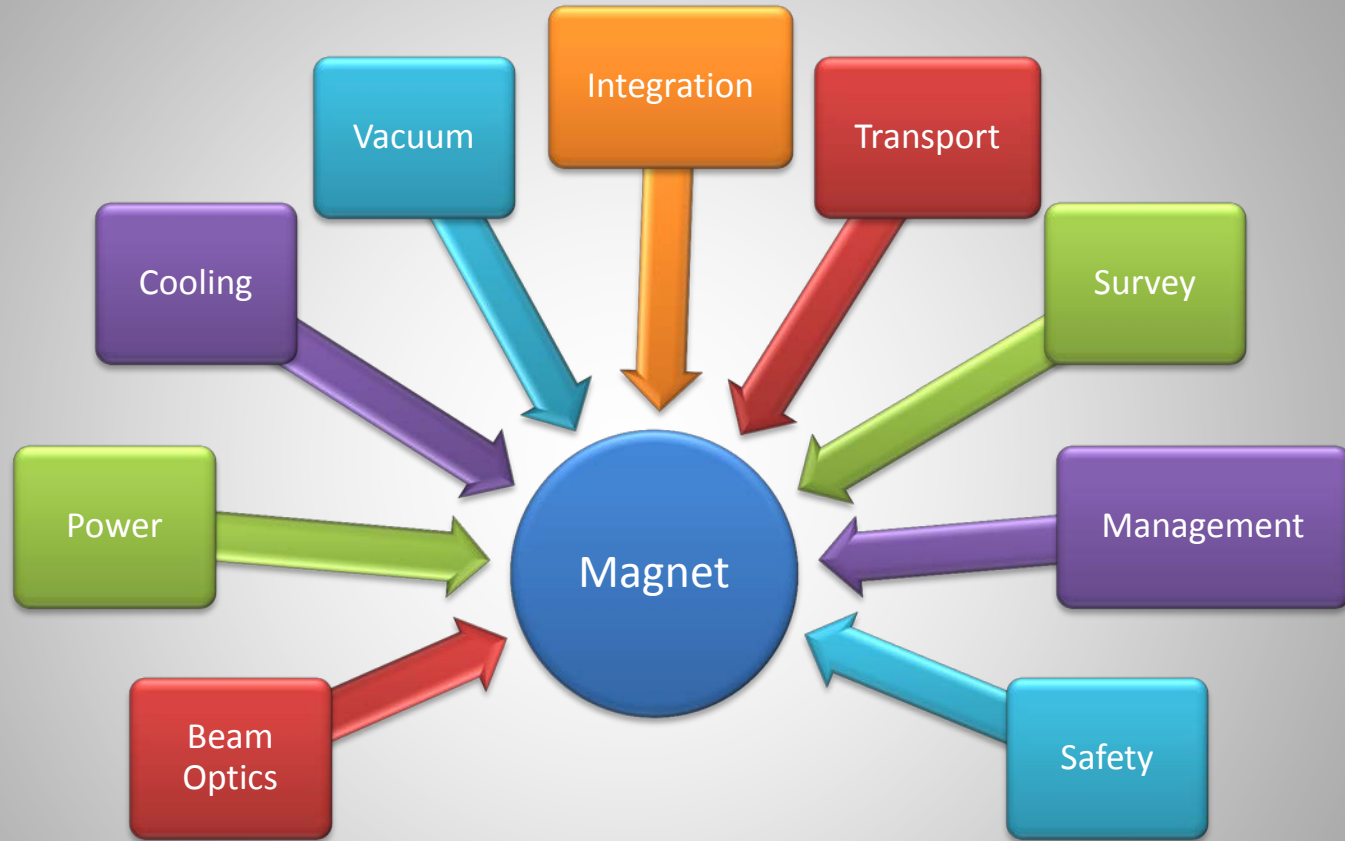 Integration
Vacuum
Transport
Cooling
Survey
Power
Management
Magnet
Beam
Optics
Safety